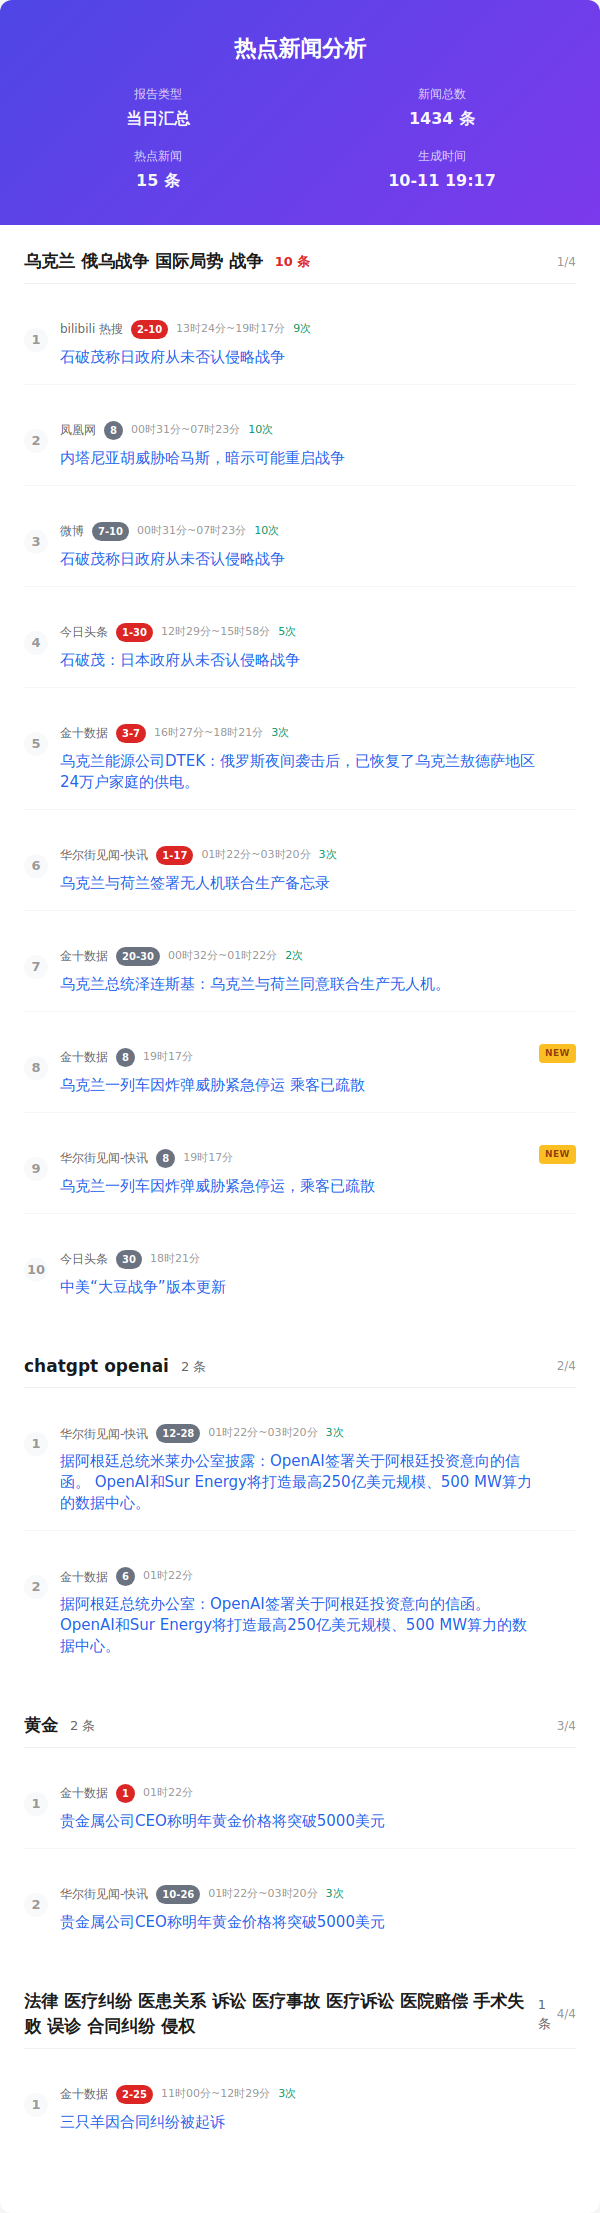 热点新闻分析
报告类型
新闻总数
当日汇总
1434 条
热点新闻
生成时间
15 条
10-11 19:17
乌克兰 俄乌战争 国际局势 战争 10 条 1/4
1 bilibili 热搜 2-10 13时24分~19时17分 9次
石破茂称日政府从未否认侵略战争
2 凤凰网 8 00时31分~07时23分 10次
内塔尼亚胡威胁哈马斯，暗示可能重启战争
3 微博 7-10 00时31分~07时23分 10次
石破茂称日政府从未否认侵略战争
4 今日头条 1-30 12时29分~15时58分 5次
石破茂：日本政府从未否认侵略战争
5 金十数据 3-7 16时27分~18时21分 3次
乌克兰能源公司DTEK：俄罗斯夜间袭击后，已恢复了乌克兰敖德萨地区
24万户家庭的供电。
6 华尔街见闻-快讯 1-17 01时22分~03时20分 3次
乌克兰与荷兰签署无人机联合生产备忘录
7 金十数据 20-30 00时32分~01时22分 2次
乌克兰总统泽连斯基：乌克兰与荷兰同意联合生产无人机。
8 金十数据 8 19时17分 NEW
乌克兰一列车因炸弹威胁紧急停运 乘客已疏散
9 华尔街见闻-快讯 8 19时17分 NEW
乌克兰一列车因炸弹威胁紧急停运，乘客已疏散
10 今日头条 30 18时21分
中美“大豆战争”版本更新
chatgpt openai 2 条 2/4
1 华尔街见闻-快讯 12-28 01时22分~03时20分 3次
据阿根廷总统米莱办公室披露：OpenAI签署关于阿根廷投资意向的信
函。 OpenAI和Sur Energy将打造最高250亿美元规模、500 MW算力
的数据中心。
2 金十数据 6 01时22分
据阿根廷总统办公室：OpenAI签署关于阿根廷投资意向的信函。
OpenAI和Sur Energy将打造最高250亿美元规模、500 MW算力的数
据中心。
黄金 2 条 3/4
1 金十数据 1 01时22分
贵金属公司CEO称明年黄金价格将突破5000美元
2 华尔街见闻-快讯 10-26 01时22分~03时20分 3次
贵金属公司CEO称明年黄金价格将突破5000美元
法律 医疗纠纷 医患关系 诉讼 医疗事故 医疗诉讼 医院赔偿 手术失
败 误诊 合同纠纷 侵权
1
条
4/4
1 金十数据 2-25 11时00分~12时29分 3次
三只羊因合同纠纷被起诉